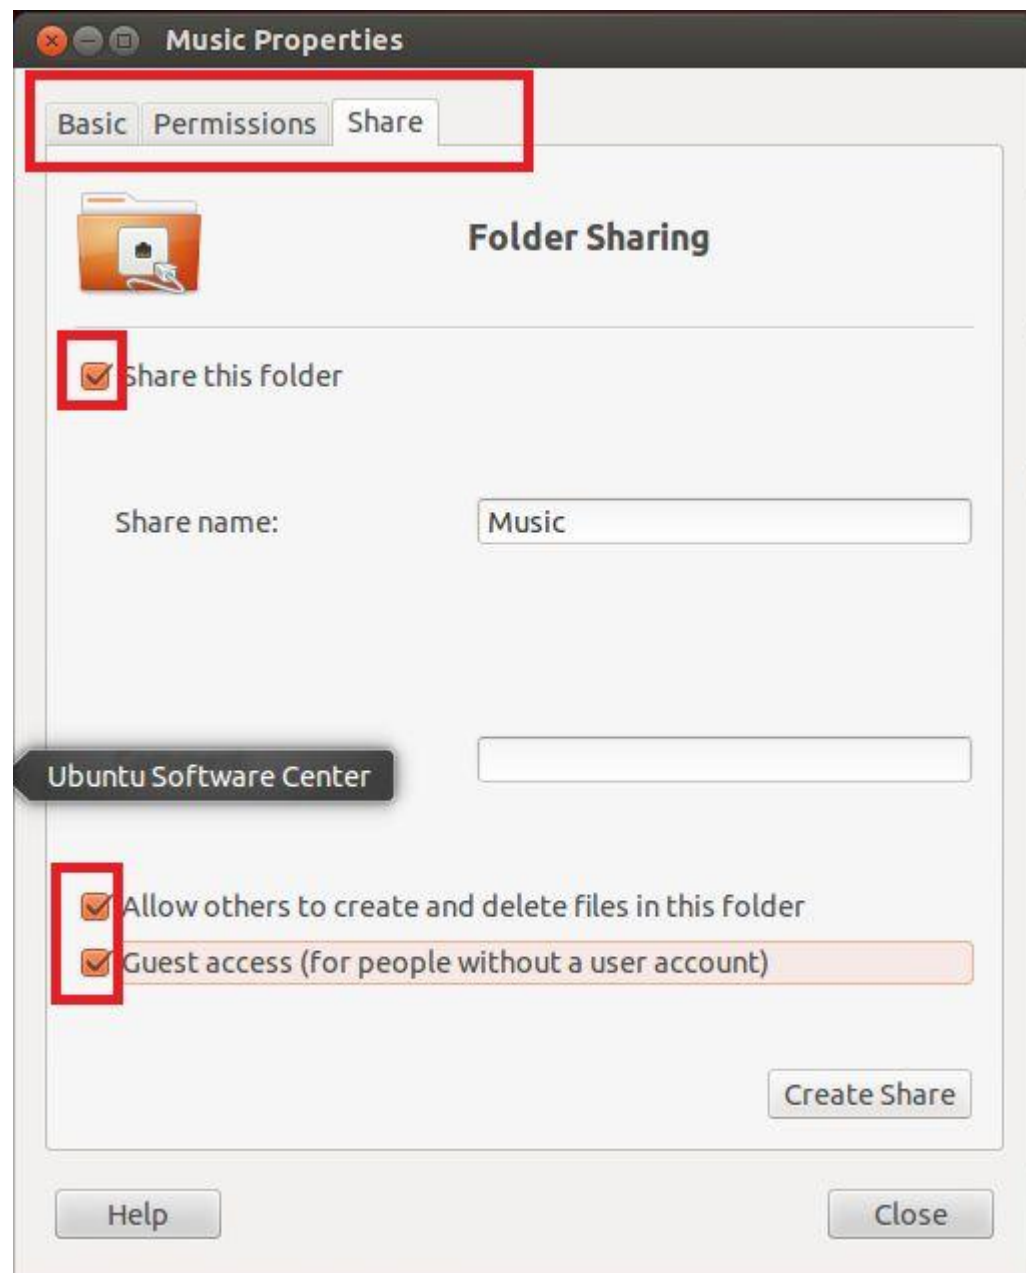 Music Properties
Basic Permissions Share
Folder Sharing
Share this folder
Share name: Music
Ubuntu Software Center
Allow others to create and delete files in this folder
Guest access (for people without a user account)
Create Share
Help Close